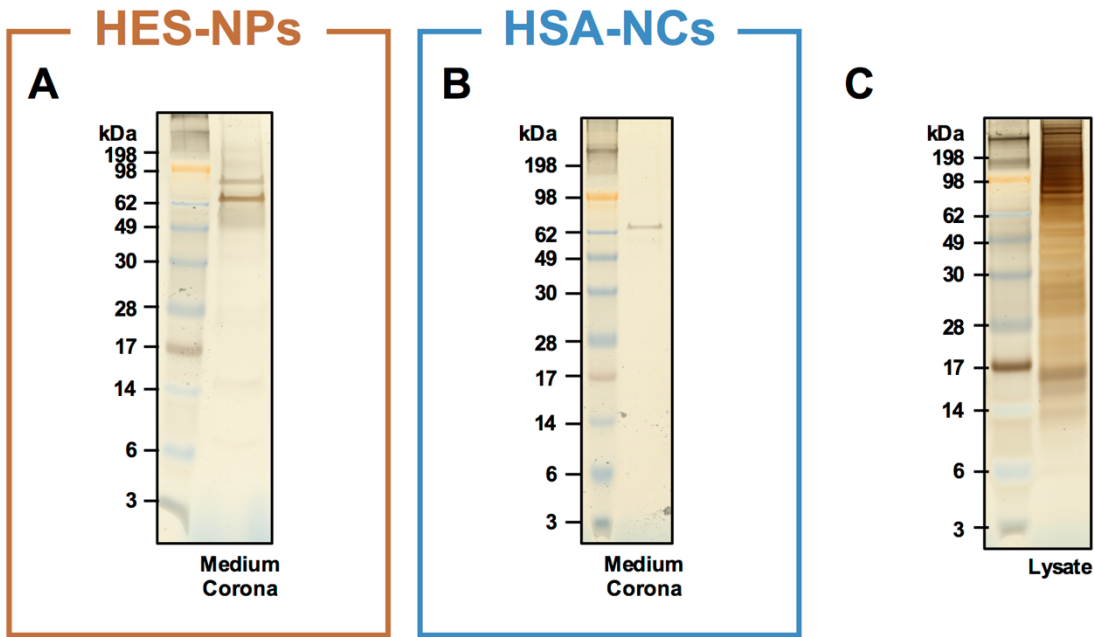 HES-NPs
HSA-NCs
A
B
C
kDa
198
98
62
49
30
28
17
14
6
3
Medium
Corona
kDa
198
98
62
49
30
28
17
14
6
3
Medium
Corona
kDa
198
98
62
49
30
28
17
14
6
3
Lysate